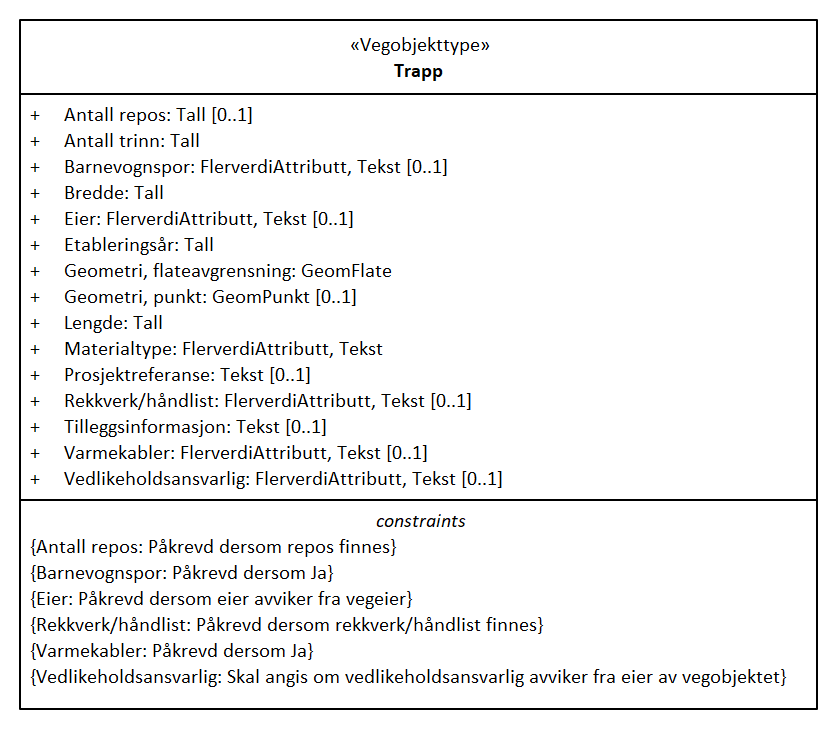 «Vegobjekttype»
Trapp
+ Antall repos: Tall [0..1]
+ Antall trinn: Tall
+ Barnevognspor: FlerverdiAttributt, Tekst [0..1]
+ Bredde: Tall
+ Eier: FlerverdiAttributt, Tekst [0..1]
+ Etableringsår: Tall
+ Geometri, flateavgrensning: GeomFlate
+ Geometri, punkt: GeomPunkt [0..1]
+ Lengde: Tall
+ Materialtype: FlerverdiAttributt, Tekst
+ Prosjektreferanse: Tekst [0..1]
+ Rekkverk/håndlist: FlerverdiAttributt, Tekst [0..1]
+ Tilleggsinformasjon: Tekst [0..1]
+ Varmekabler: FlerverdiAttributt, Tekst [0..1]
+ Vedlikeholdsansvarlig: FlerverdiAttributt, Tekst [0..1]
constraints
{Antall repos: Påkrevd dersom repos finnes}
{Barnevognspor: Påkrevd dersom Ja}
{Eier: Påkrevd dersom eier avviker fra vegeier}
{Rekkverk/håndlist: Påkrevd dersom rekkverk/håndlist finnes}
{Varmekabler: Påkrevd dersom Ja}
{Vedlikeholdsansvarlig: Skal angis om vedlikeholdsansvarlig avviker fra eier av vegobjektet}